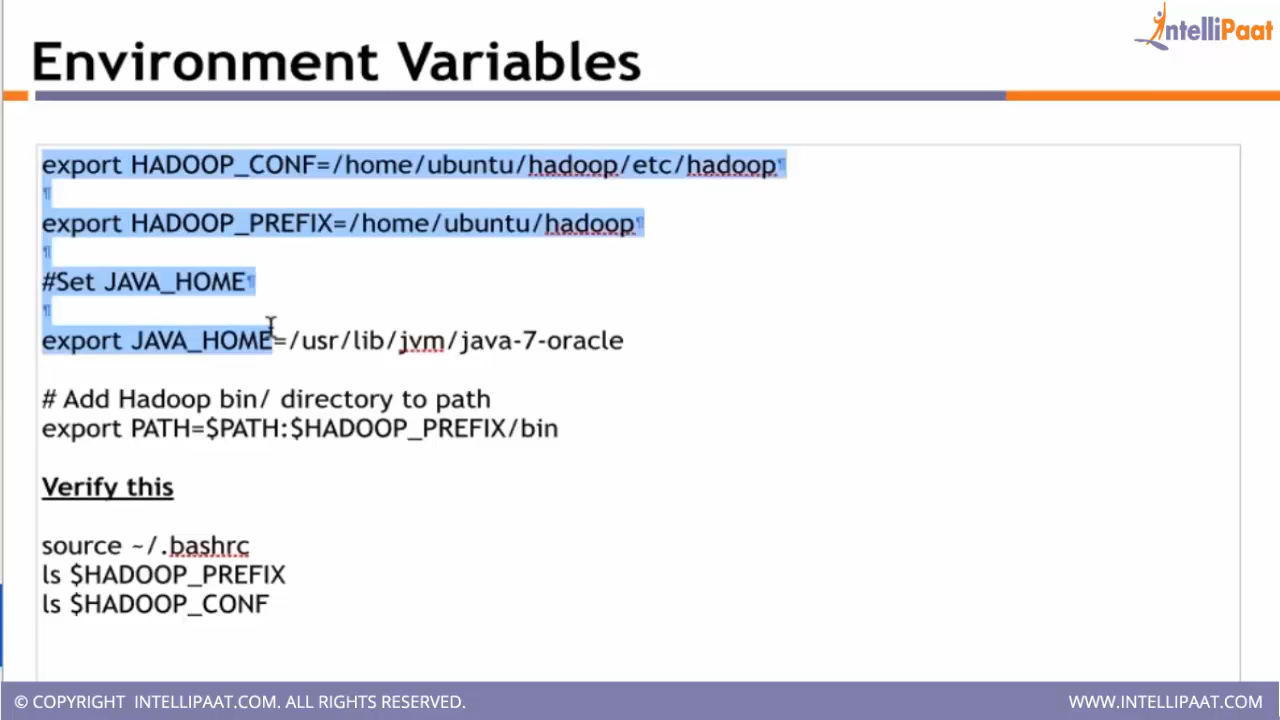 IntelliPaat
Environment Variables
export HADOOP_CONF=/home/ubuntu/hadoop/etc/hadoop¶
¶
export HADOOP_PREFIX=/home/ubuntu/hadoop¶
¶
#Set JAVA_HOME¶
¶
export JAVA_HOME=/usr/lib/jvm/java-7-oracle
# Add Hadoop bin/ directory to path
export PATH=$PATH:$HADOOP_PREFIX/bin
Verify this
source ~/.bashrc
ls $HADOOP_PREFIX
ls $HADOOP_CONF
© COPYRIGHT INTELLIPAAT.COM. ALL RIGHTS RESERVED.
WWW.INTELLIPAAT.COM